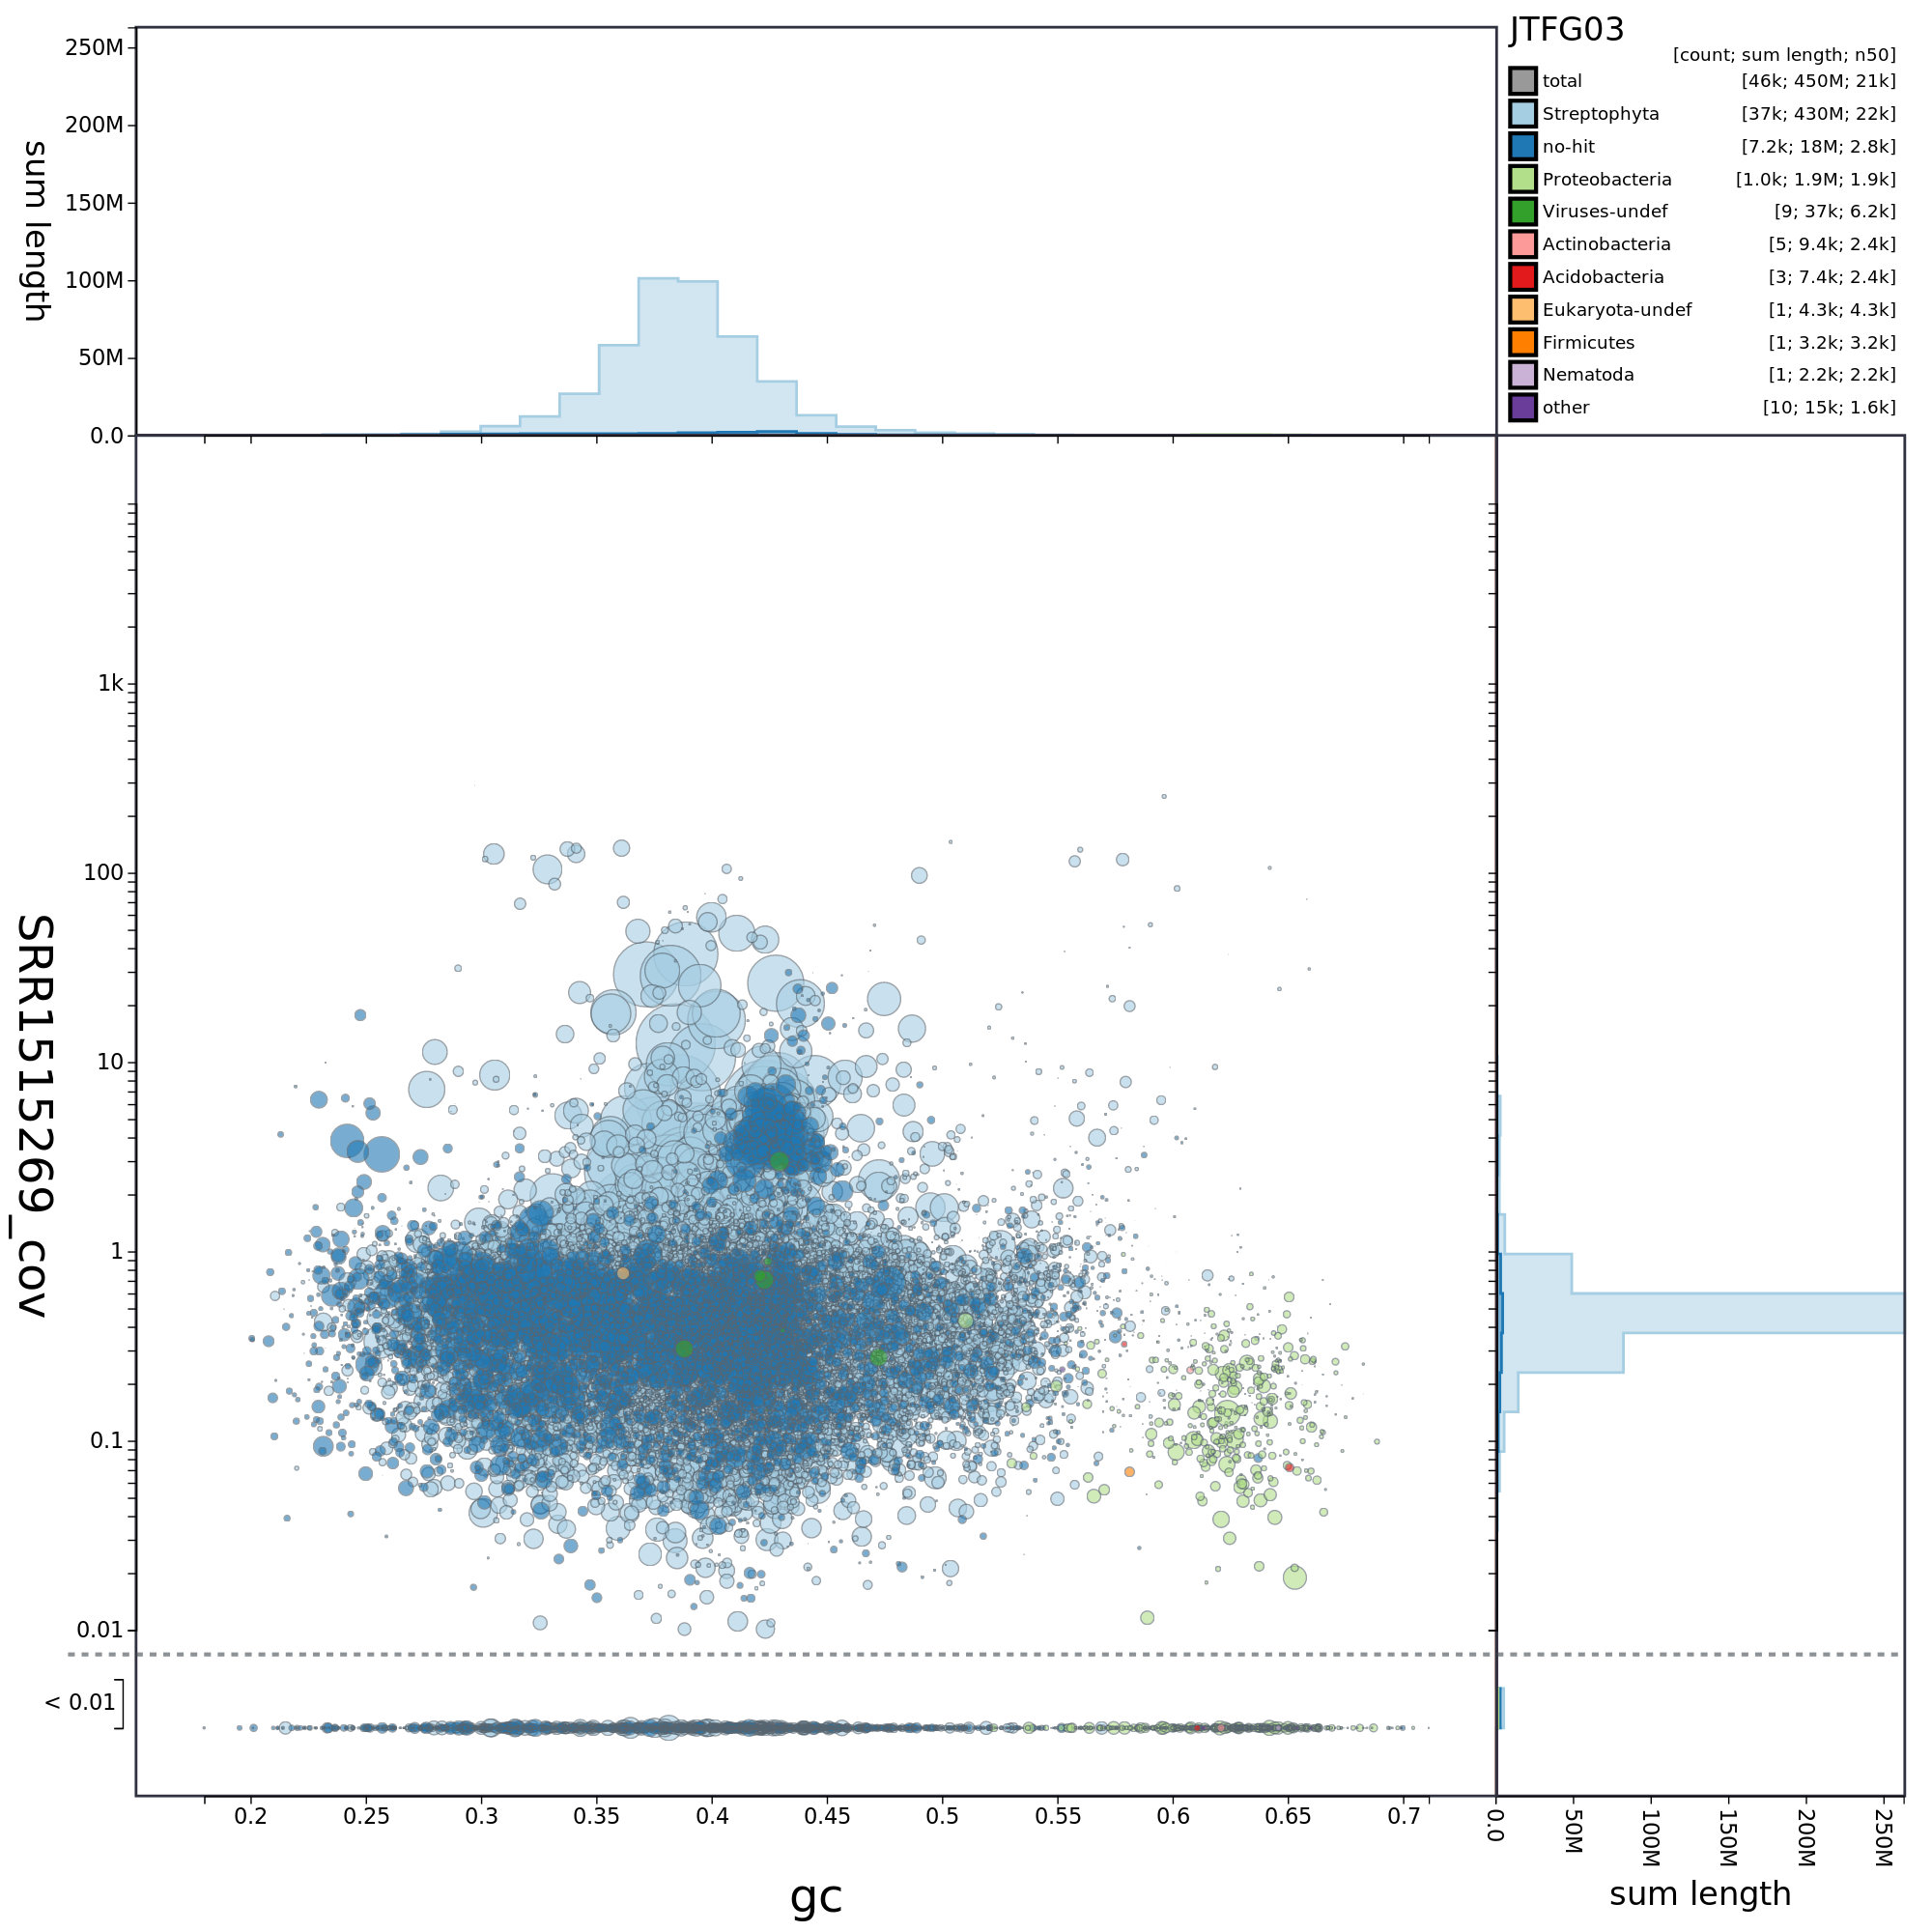 JTFG03
[count; sum length; n50]
total [46k; 450M; 21k]
Streptophyta [37k; 430M; 22k]
no-hit [7.2k; 18M; 2.8k]
Proteobacteria [1.0k; 1.9M; 1.9k]
Viruses-undef [9; 37k; 6.2k]
Actinobacteria [5; 9.4k; 2.4k]
Acidobacteria [3; 7.4k; 2.4k]
Eukaryota-undef [1; 4.3k; 4.3k]
Firmicutes [1; 3.2k; 3.2k]
Nematoda [1; 2.2k; 2.2k]
other [10; 15k; 1.6k]
sum length
250M
200M
150M
100M
50M
0.0
SRR1515269_cov
1k
100
10
1
0.1
0.01
< 0.01
0.2 0.25 0.3 0.35 0.4 0.45 0.5 0.55 0.6 0.65 0.7
gc
0.0 50M 100M 150M 200M 250M
sum length